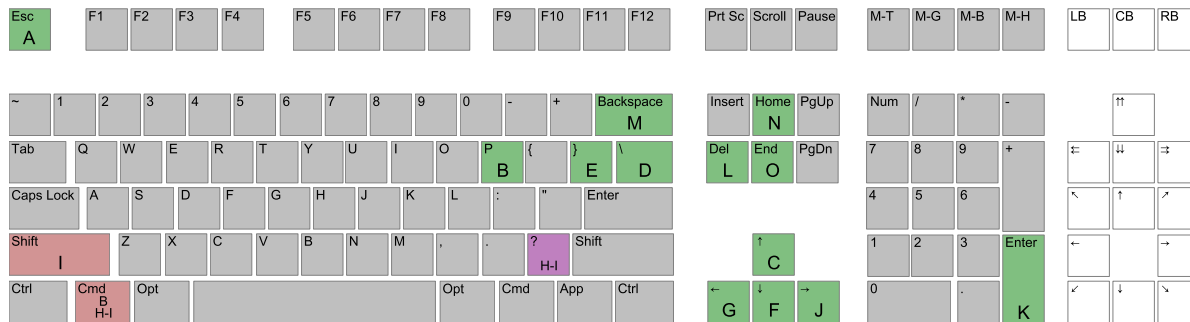 Esc F1 F2 F3 F4 F5 F6 F7 F8 F9 F10 F11 F12 Prt Sc Scroll Pause M-T M-G M-B M-H LB CB RB
A
~ 1 2 3 4 5 6 7 8 9 0 - + Backspace Insert Home PgUp Num / * - ⇈
M N
Tab Q W E R T Y U I O P { } \ Del End PgDn 7 8 9 + ⇇ ⇊ ⇉
B E D L O
Caps Lock A S D F G H J K L : " Enter 4 5 6 ↖ ↑ ↗
Shift Z X C V B N M , . ? Shift ↑ 1 2 3 Enter ← →
I H-I C
Ctrl Cmd Opt Opt Cmd App Ctrl ← ↓ → 0 . ↙ ↓ ↘
B
H-I G F J K